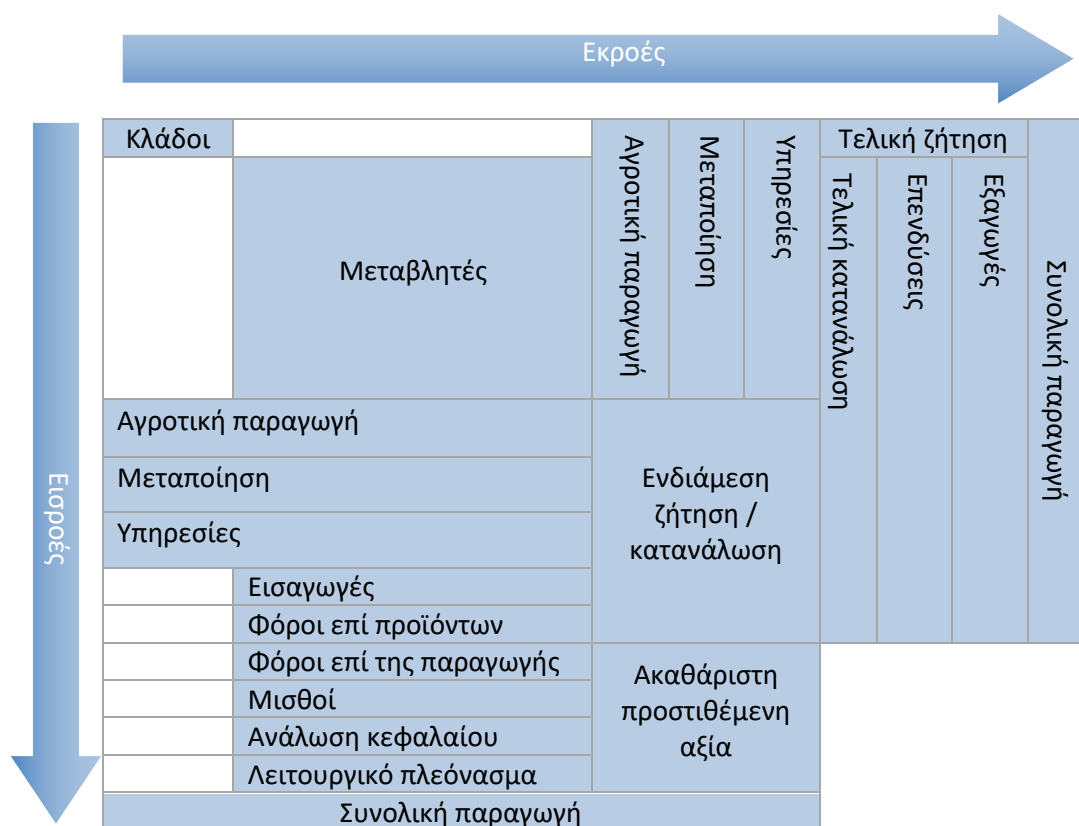 Εκροές
Εισροές
Κλάδοι
Αγροτική παραγωγή
Μεταποίηση
Υπηρεσίες
Τελική ζήτηση
Συνολική παραγωγή
Μεταβλητές
Τελική κατανάλωση
Επενδύσεις
Εξαγωγές
Αγροτική παραγωγή
Μεταποίηση
Υπηρεσίες
Ενδιάμεση
ζήτηση /
κατανάλωση
Εισαγωγές
Φόροι επί προϊόντων
Φόροι επί της παραγωγής
Μισθοί
Ανάλωση κεφαλαίου
Λειτουργικό πλεόνασμα
Ακαθάριστη
προστιθέμενη
αξία
Συνολική παραγωγή